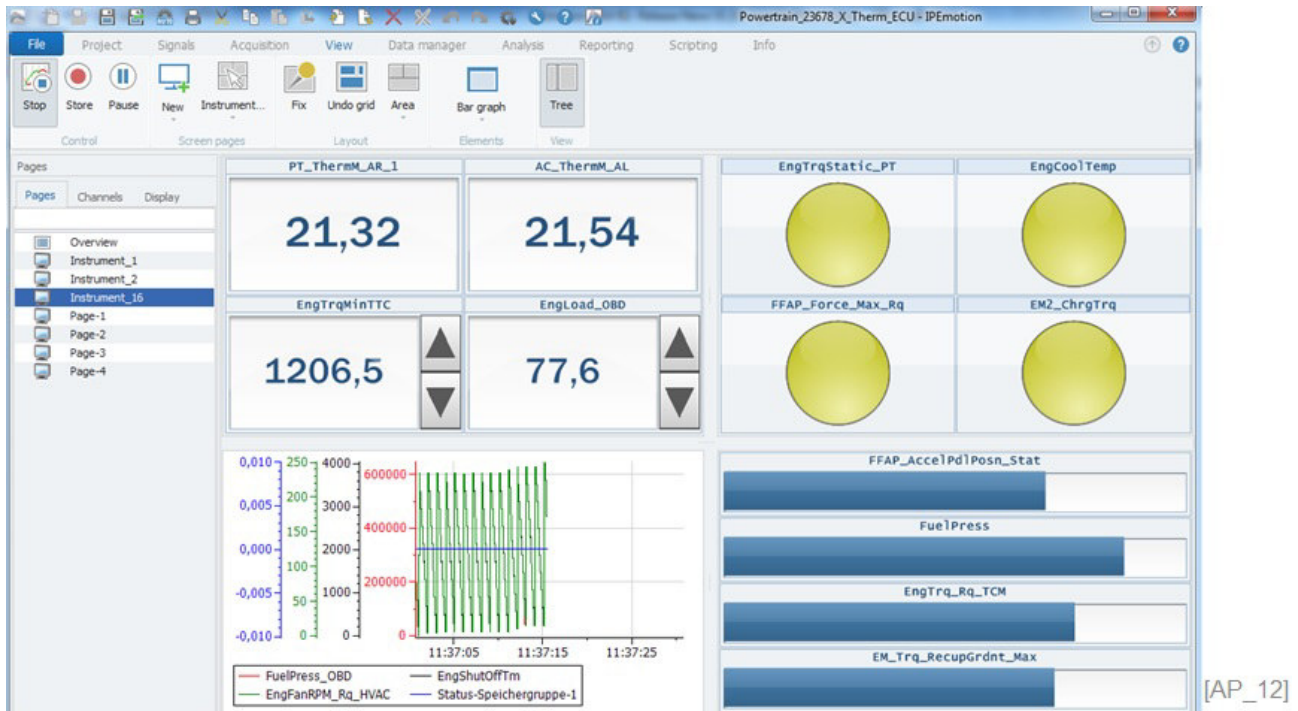 Powertrain_23678_X_Therm_ECU - IPEmotion
File Project Signals Acquisition View Data manager Analysis Reporting Scripting Info
Stop Store Pause New Instrument... Fix Undo grid Area Bar graph Tree
Control Screen pages Layout Elements View
Pages
Pages Channels Display
Overview
Instrument_1
Instrument_2
Instrument_16
Page-1
Page-2
Page-3
Page-4
PT_ThermM_AR_1 AC_ThermM_AL
21,32 21,54
EngTrqMinTTC EngLoad_OBD
1206,5 77,6
EngTrqStatic_PT EngCoolTemp
FFAP_Force_Max_Rq EM2_ChrgTrq
0,010 250 4000 600000
0,005 200 3000
150 400000
0,000 2000
100 200000
-0,005 50 1000
-0,010 0 0 0
11:37:05 11:37:15 11:37:25
FuelPress_OBD EngShutOffTm
EngFanRPM_Rq_HVAC Status-Speichergruppe-1
FFAP_AccelPdlPosn_Stat
FuelPress
EngTrq_Rq_TCM
EM_Trq_RecupGrdnt_Max
[AP_12]